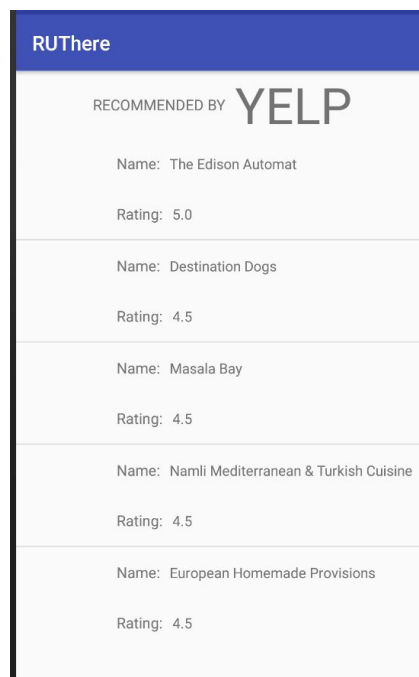 RUThere
RECOMMENDED BY YELP
Name: The Edison Automat
Rating: 5.0
Name: Destination Dogs
Rating: 4.5
Name: Masala Bay
Rating: 4.5
Name: Namli Mediterranean & Turkish Cuisine
Rating: 4.5
Name: European Homemade Provisions
Rating: 4.5